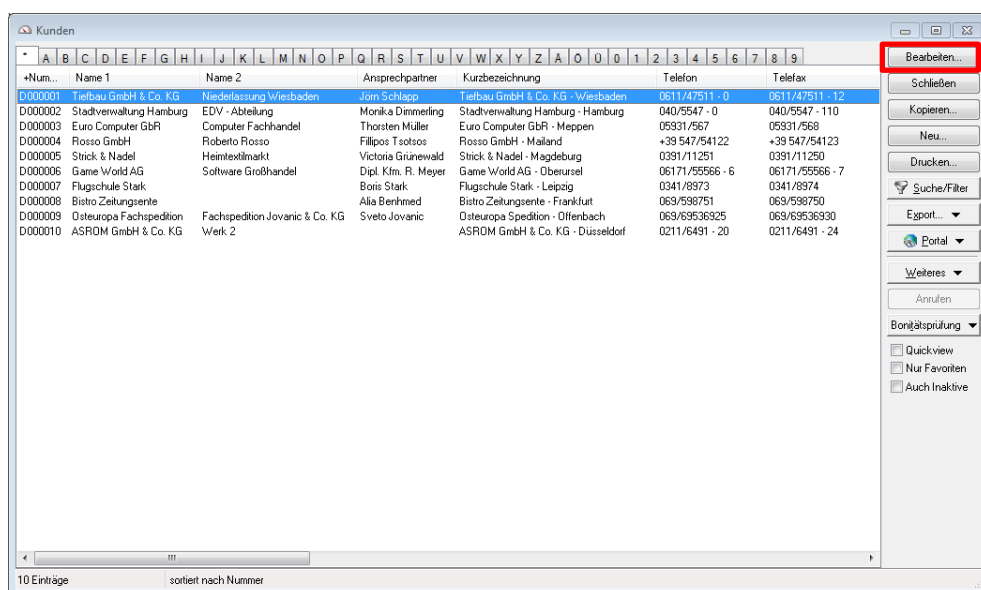 Kunden
* A B C D E F G H I J K L M N O P Q R S T U V W X Y Z Ä Ö Ü 0 1 2 3 4 5 6 7 8 9
+Num... Name 1 Name 2 Ansprechpartner Kurzbezeichnung Telefon Telefax
D000001 Tiefbau GmbH & Co. KG Niederlassung Wiesbaden Jörn Schlapp Tiefbau GmbH & Co. KG - Wiesbaden 0611/47511 - 0 0611/47511 - 12
D000002 Stadtverwaltung Hamburg EDV - Abteilung Monika Dimmerling Stadtverwaltung Hamburg - Hamburg 040/5547 - 0 040/5547 - 110
D000003 Euro Computer GbR Computer Fachhandel Thorsten Müller Euro Computer GbR - Meppen 05931/567 05931/568
D000004 Rosso GmbH Roberto Rosso Fillipos Tsotsos Rosso GmbH - Mailand +39 547/54122 +39 547/54123
D000005 Strick & Nadel Heimtextilmarkt Victoria Grünewald Strick & Nadel - Magdeburg 0391/11251 0391/11250
D000006 Game World AG Software Großhandel Dipl. Kfm. R. Meyer Game World AG - Oberursel 06171/55566 - 6 06171/55566 - 7
D000007 Flugschule Stark Boris Stark Flugschule Stark - Leipzig 0341/8973 0341/8974
D000008 Bistro Zeitungsente Alia Benhmed Bistro Zeitungsente - Frankfurt 069/598751 069/598750
D000009 Osteuropa Fachspedition Fachspedition Jovanic & Co. KG Sveto Jovanic Osteuropa Spedition - Offenbach 069/69536925 069/69536930
D000010 ASROM GmbH & Co. KG Werk 2 ASROM GmbH & Co. KG - Düsseldorf 0211/6491 - 20 0211/6491 - 24
Bearbeiten...
Schließen
Kopieren...
Neu...
Drucken...
Suche/Filter
Export...
Portal
Weiteres
Anrufen
Bonitätsprüfung
Quickview
Nur Favoriten
Auch Inaktive
10 Einträge sortiert nach Nummer